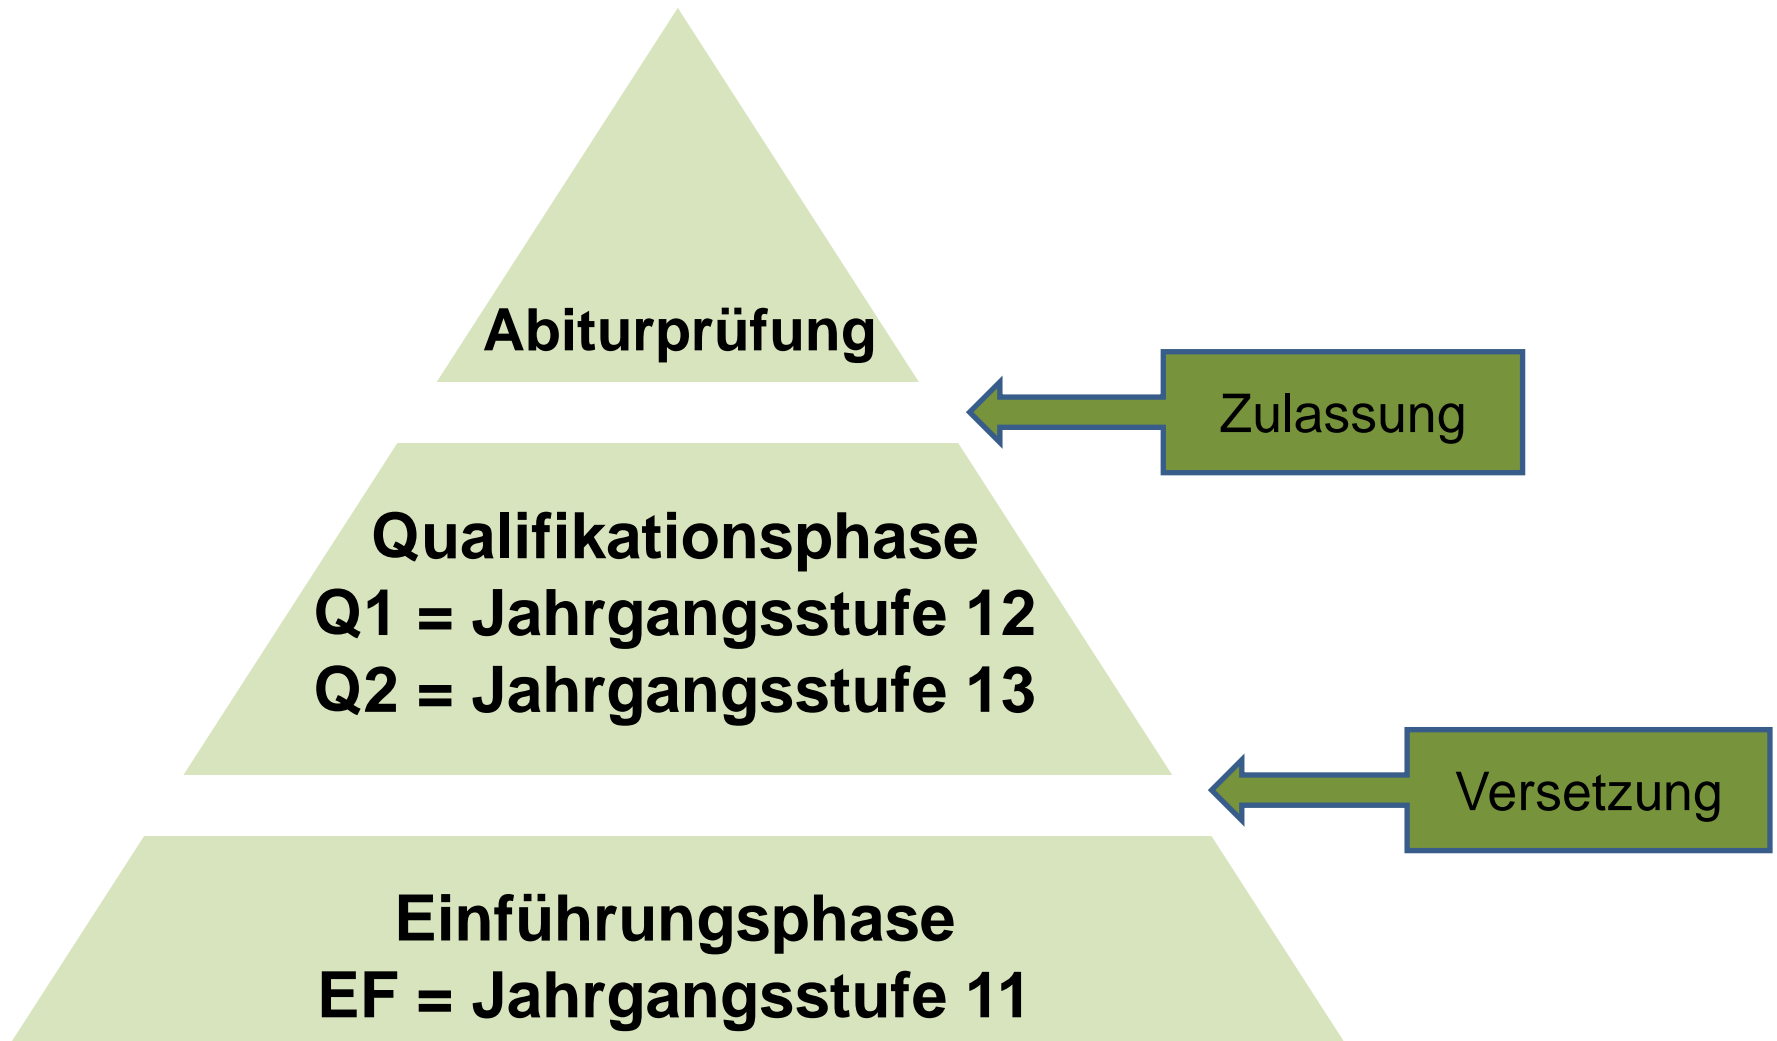 Abiturprüfung
Zulassung
Qualifikationsphase
Q1 = Jahrgangsstufe 12
Q2 = Jahrgangsstufe 13
Versetzung
Einführungsphase
EF = Jahrgangsstufe 11